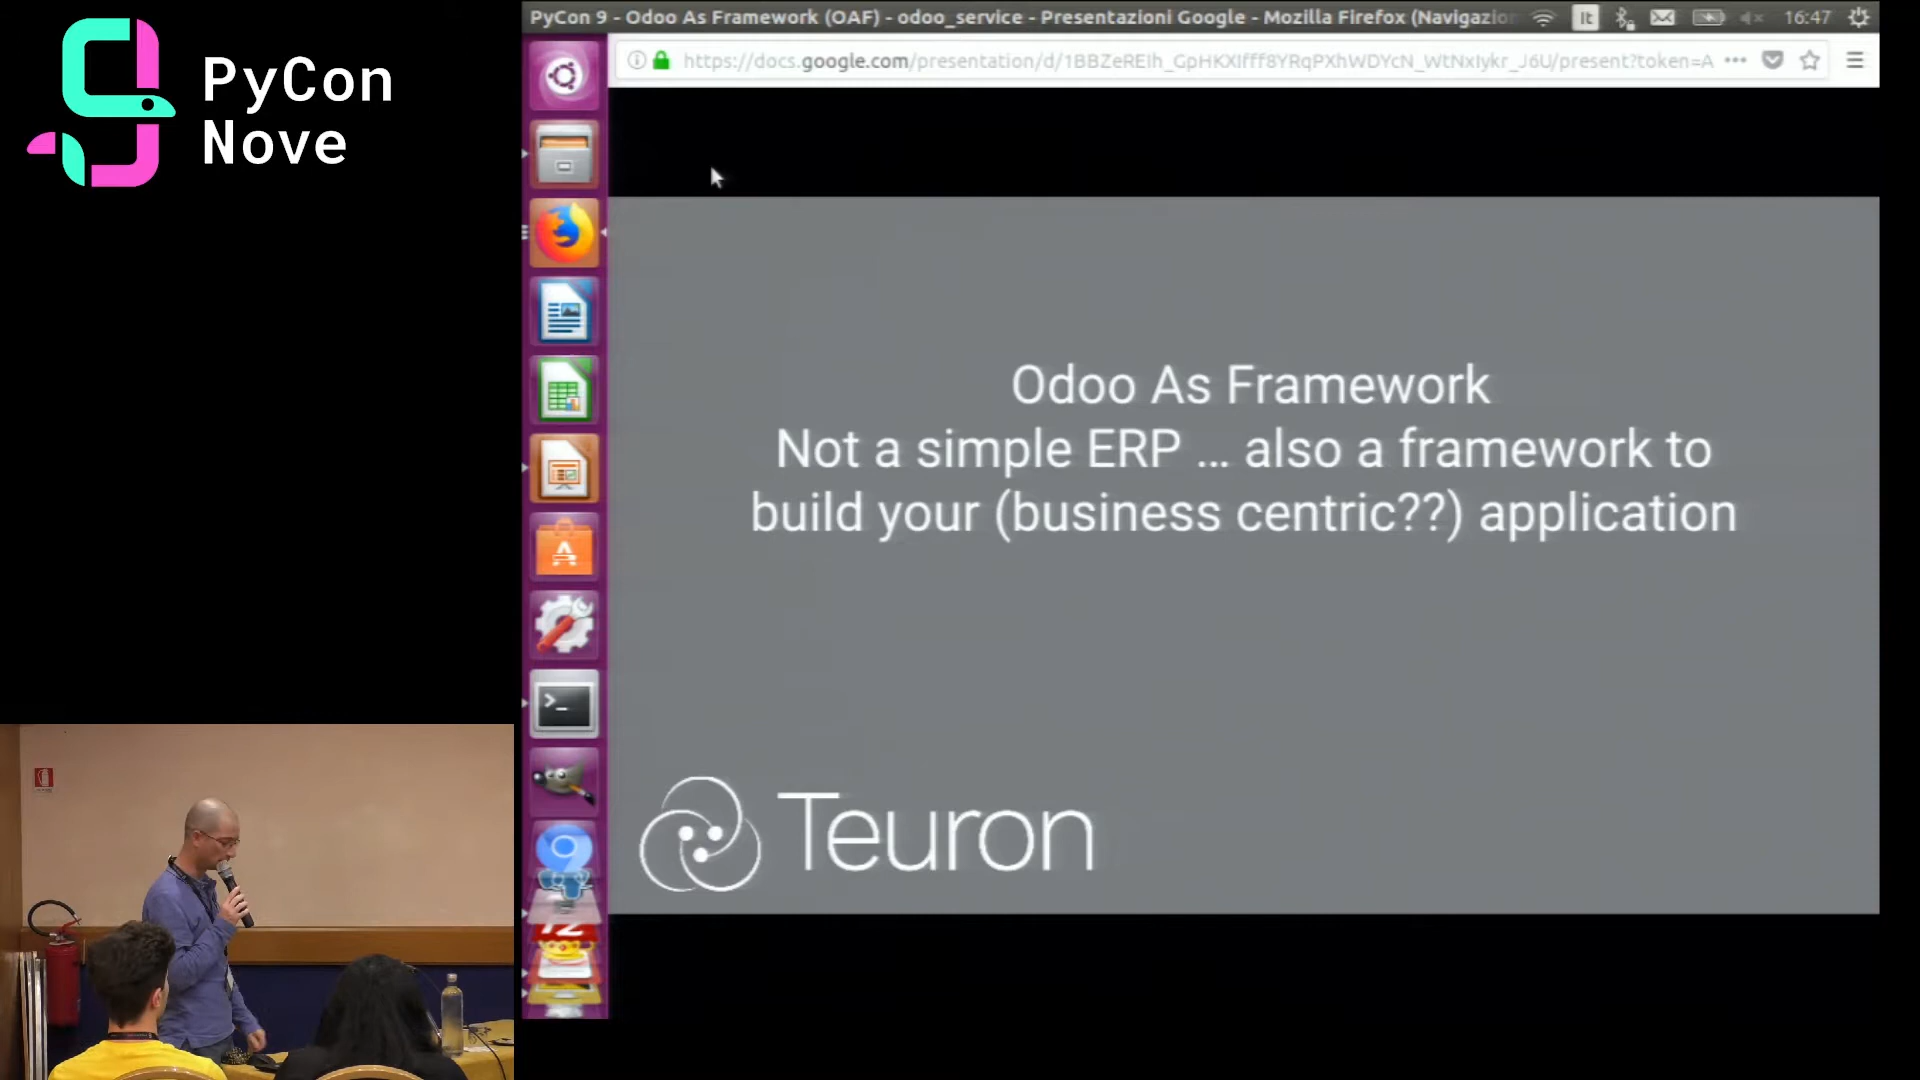 PyCon
Nove
PyCon 9 - Odoo As Framework (OAF) - odoo_service - Presentazioni Google - Mozilla Firefox (Navigazio
It
16:47
https://docs.google.com/presentation/d/1BBZeREIh_GpHKXIfff8YRqPXhWDYcN_WtNxIykr_J6U/present?token=A
Odoo As Framework
Not a simple ERP ... also a framework to
build your (business centric??) application
Teuron